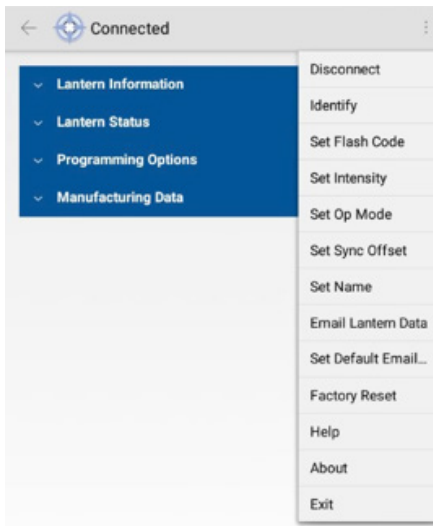 Connected
Lantern Information
Lantern Status
Programming Options
Manufacturing Data
Disconnect
Identify
Set Flash Code
Set Intensity
Set Op Mode
Set Sync Offset
Set Name
Email Lantern Data
Set Default Email...
Factory Reset
Help
About
Exit